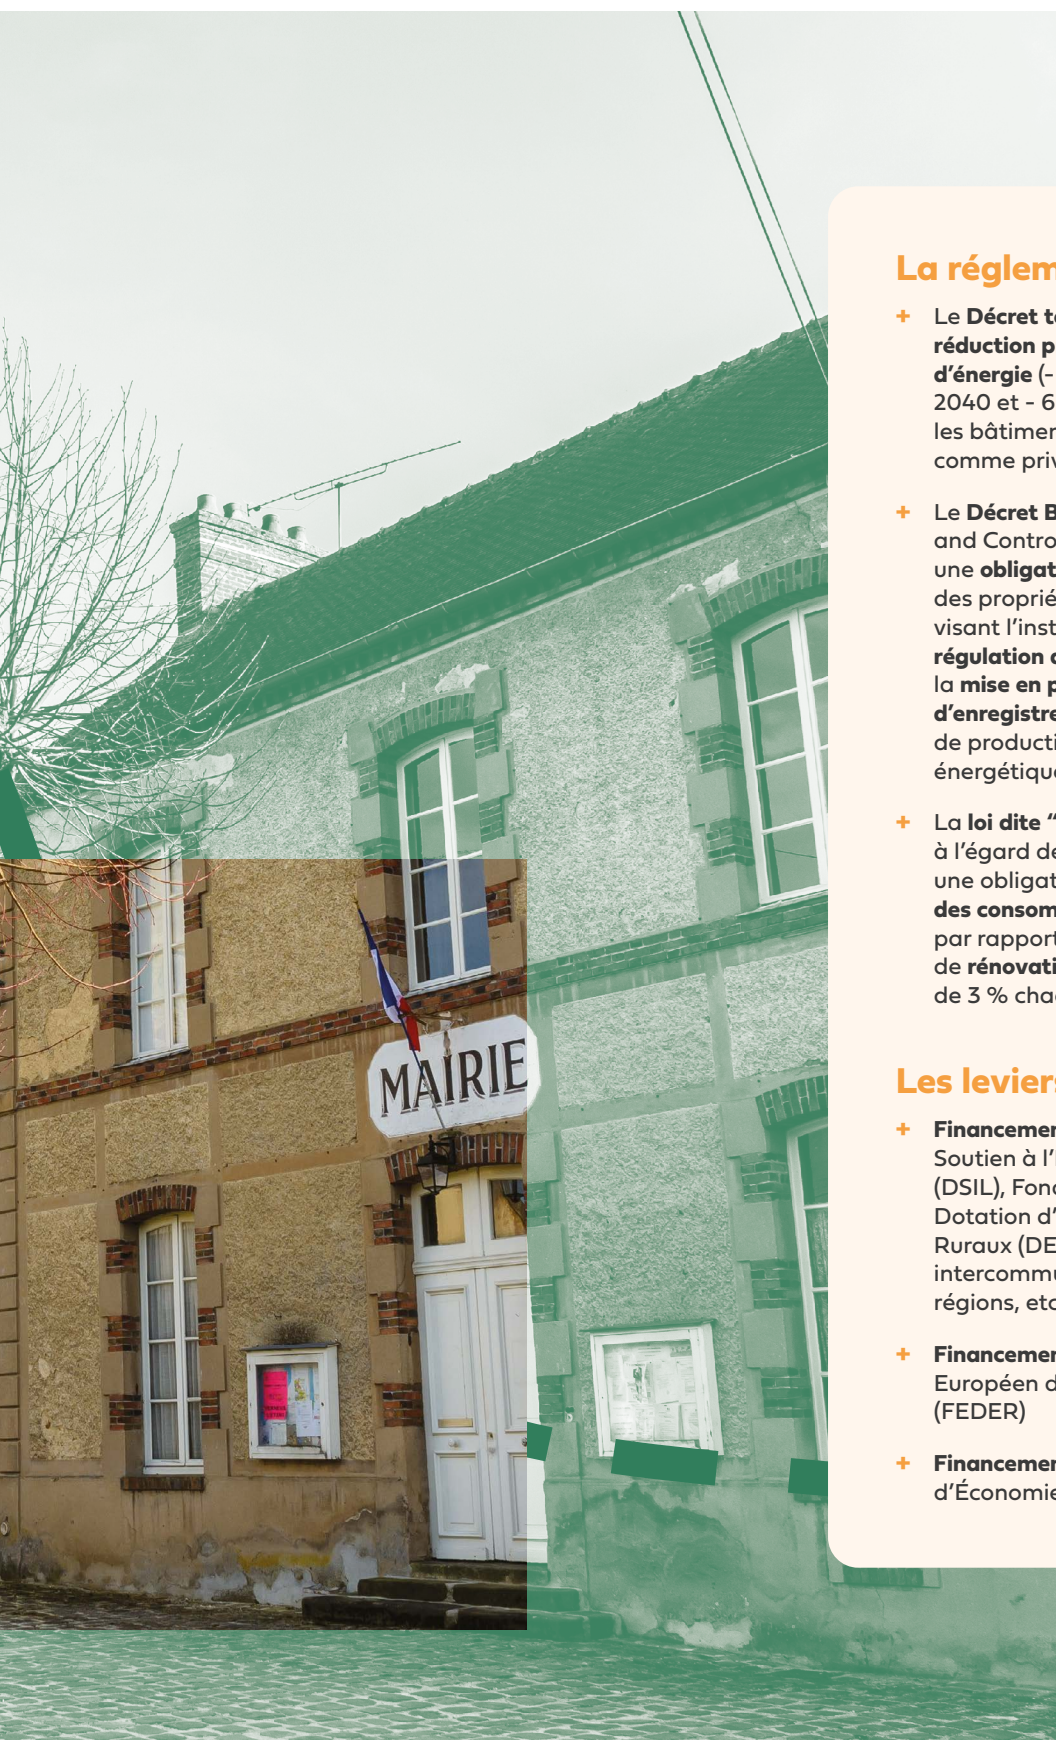 MAIRIE
La réglem
+ Le Décret te
réduction p
d’énergie (-
2040 et - 6
les bâtimen
comme priv
+ Le Décret B
and Contro
une obligat
des proprié
visant l’inst
régulation d
la mise en p
d’enregistre
de producti
énergétique
+ La loi dite “
à l’égard de
une obligat
des consom
par rapport
de rénovati
de 3 % chac
Les leviers
+ Financemen
Soutien à l’I
(DSIL), Fond
Dotation d’
Ruraux (DE
intercommu
régions, etc
+ Financemen
Européen d
(FEDER)
+ Financemen
d’Économie